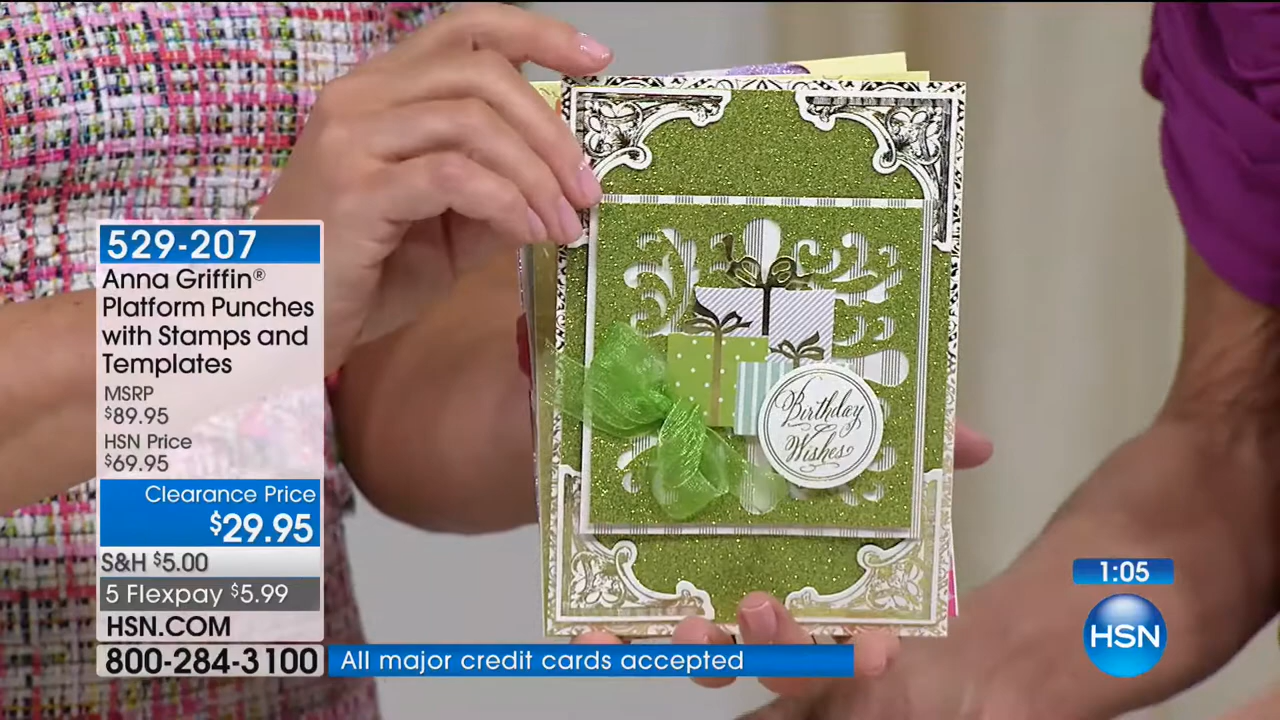 529-207
Anna Griffin®
Platform Punches
with Stamps and
Templates
MSRP
$89.95
HSN Price
$69.95
Clearance Price
$29.95
S&H $5.00
5 Flexpay $5.99
HSN.COM
800-284-3100
All major credit cards accepted
Birthday
Wishes
1:05
HSN